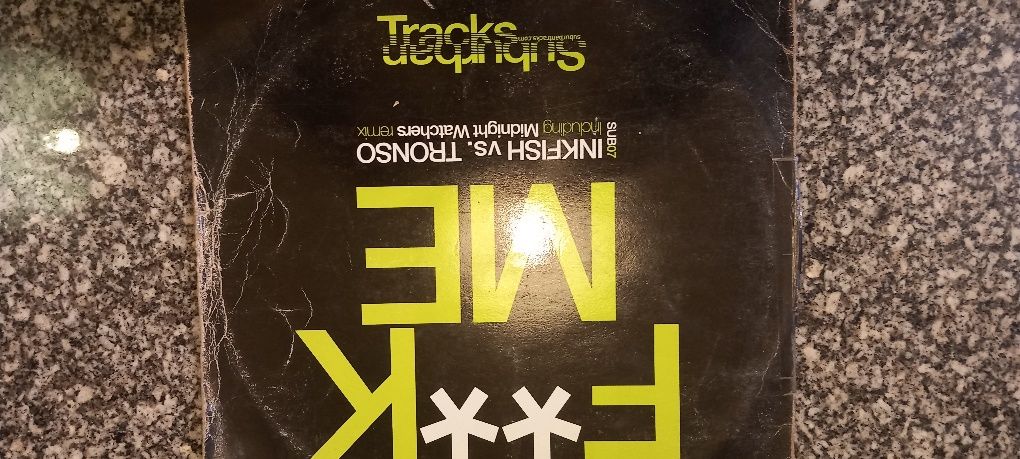 F**K
ME
SUB07
INKFISH vs. TRONSO
including Midnight Watchers remix
Suburban
suburbantracks.com
Tracks